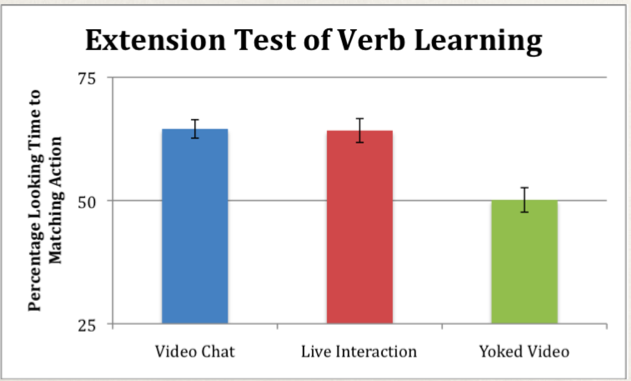 Extension Test of Verb Learning
Percentage Looking Time to
Matching Action
75
50
25
Video Chat
Live Interaction
Yoked Video